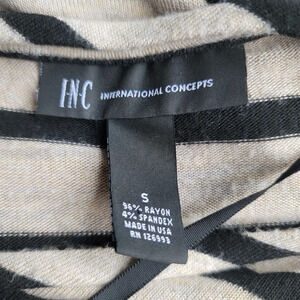 I·N·C INTERNATIONAL CONCEPTS
S
96% RAYON
4% SPANDEX
MADE IN USA
RN 126993